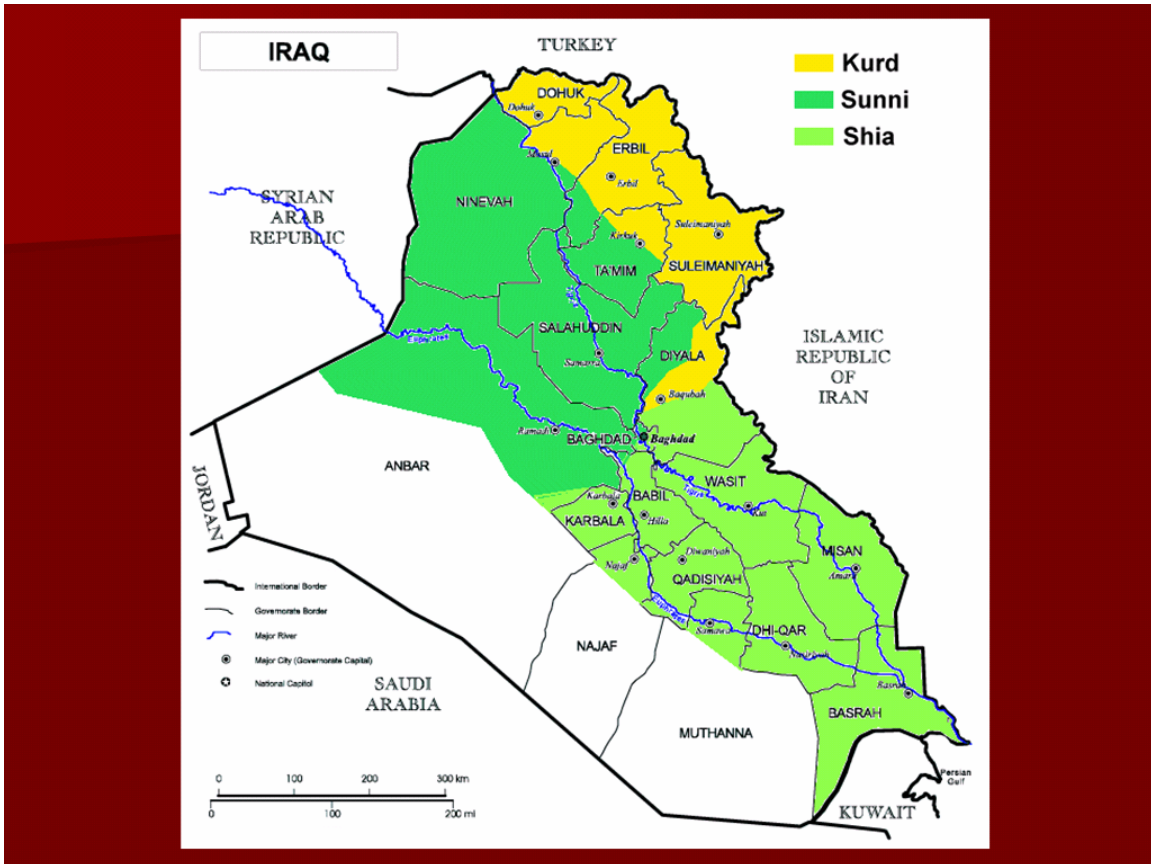 IRAQ
TURKEY
Kurd
Sunni
Shia
DOHUK
Dohuk
ERBIL
Mosul
Erbil
SYRIAN
ARAB
REPUBLIC
NINEVAH
Suleimaniyah
Kirkuk
TA'MIM
SULEIMANIYAH
Tigris
SALAHUDDIN
Euphrates
Samarra
DIYALA
ISLAMIC
REPUBLIC
OF
IRAN
Baqubah
Ramadi
BAGHDAD
Baghdad
ANBAR
JORDAN
WASIT
Tigris
Karbala
BABIL
Kut
KARBALA
Hilla
MISAN
Najaf
Diwaniyah
Amara
QADISIYAH
Euphrates
Samawa
DHI-QAR
Nasiriyah
NAJAF
Basrah
BASRAH
MUTHANNA
SAUDI
ARABIA
Persian
Gulf
KUWAIT
International Border
Governorate Border
Major River
Major City (Governorate Capital)
National Capitol
0 100 200 300 km
0 100 200 mi